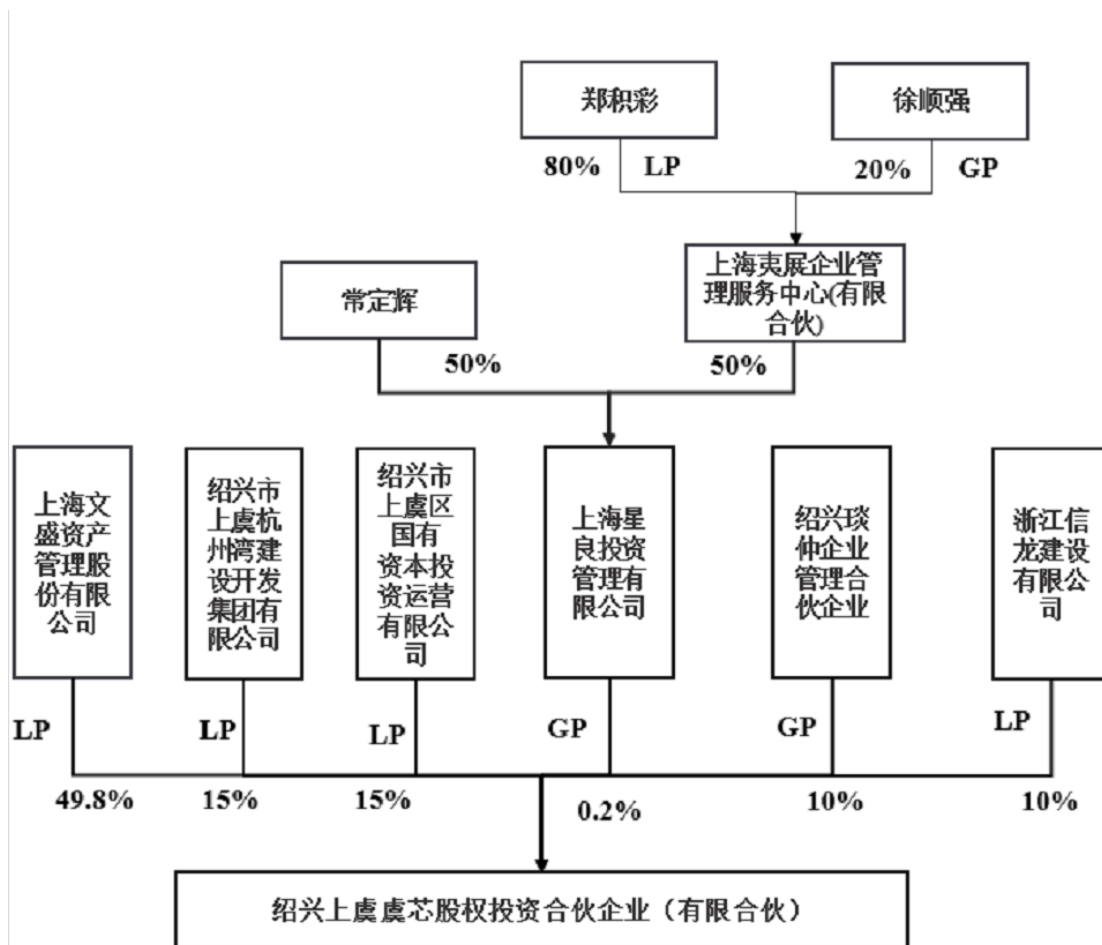 郑积彩
徐顺强
80%
LP
20%
GP
上海夷展企业管
理服务中心(有限
合伙)
常定辉
50%
50%
上海文
盛资产
管理股
份有限
公司
绍兴市
上虞杭
州湾建
设开发
集团有
限公司
绍兴市
上虞区
国有
资本投
资运营
有限公
司
上海星
良投资
管理有
限公司
绍兴琰
仲企业
管理合
伙企业
浙江信
龙建设
有限公
司
LP
LP
LP
GP
GP
LP
49.8%
15%
15%
0.2%
10%
10%
绍兴上虞虞芯股权投资合伙企业（有限合伙）